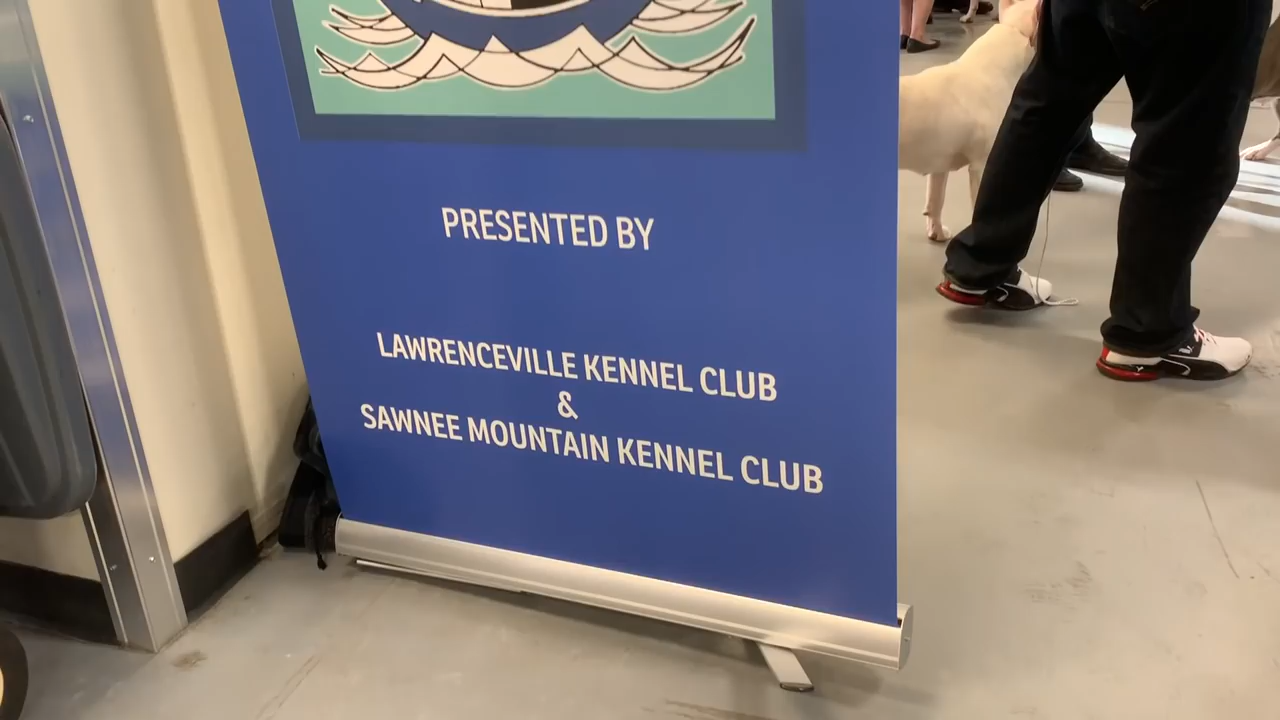 PRESENTED BY
LAWRENCEVILLE KENNEL CLUB
&
SAWNEE MOUNTAIN KENNEL CLUB